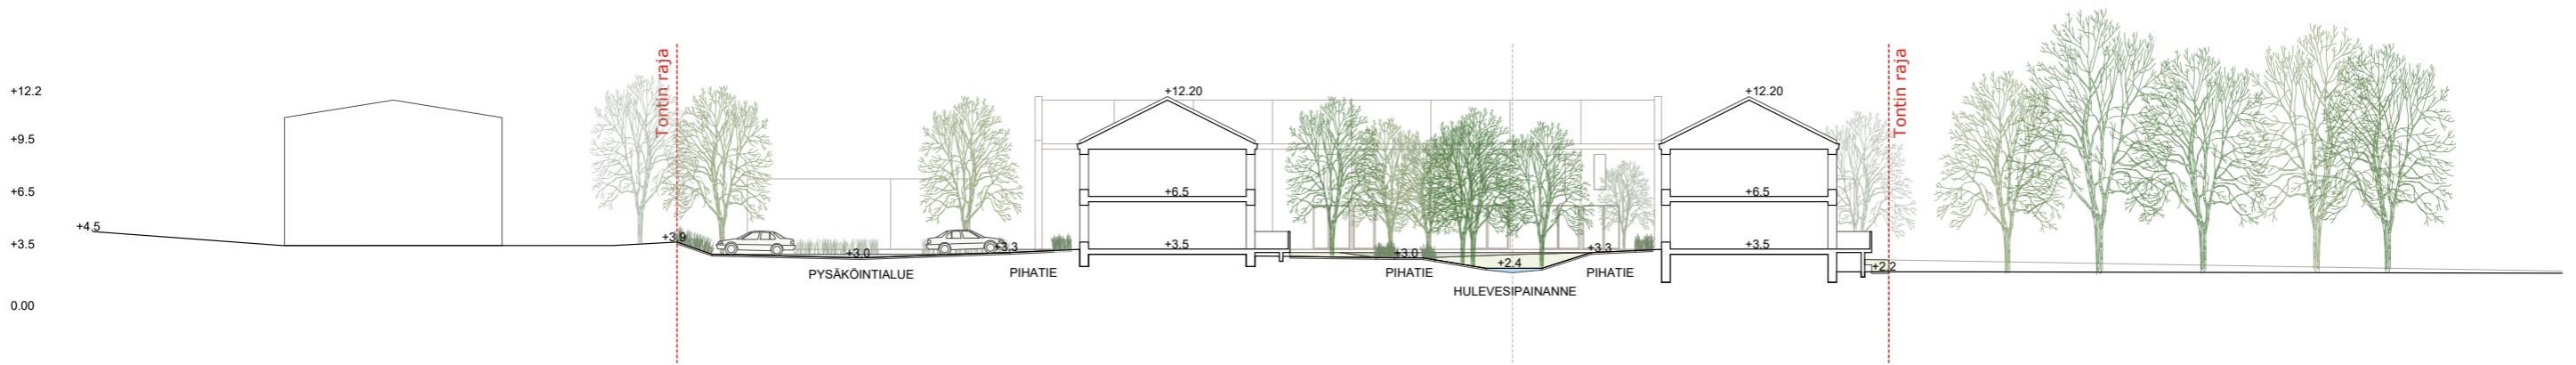 +12.2
+9.5
+6.5
+3.5
0.00
+4.5
Tontin raja
+3.9
+3.0
+3.3
PYSÄKÖINTIALUE
PIHATIE
+12.20
+6.5
+3.5
+3.0
PIHATIE
+2.4
HULEVESIPAINANNE
+3.3
PIHATIE
+12.20
+6.5
+3.5
+2.2
Tontin raja